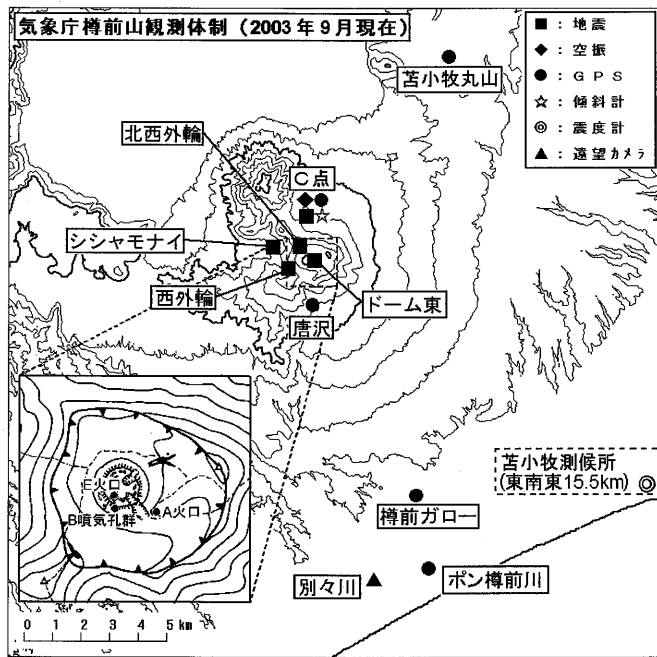 気象庁樽前山観測体制(2003年9月現在)
■：地震
◆：空振
●：GPS
☆：傾斜計
◎：震度計
▲：遠望カメラ
苫小牧丸山
北西外輪
C点
シシャモナイ
西外輪
ドーム東
唐沢
E火口
A火口
B噴気孔群
苫小牧測候所
(東南東15.5km)
樽前ガロー
別々川
ポン樽前川
0 1 2 3 4 5km